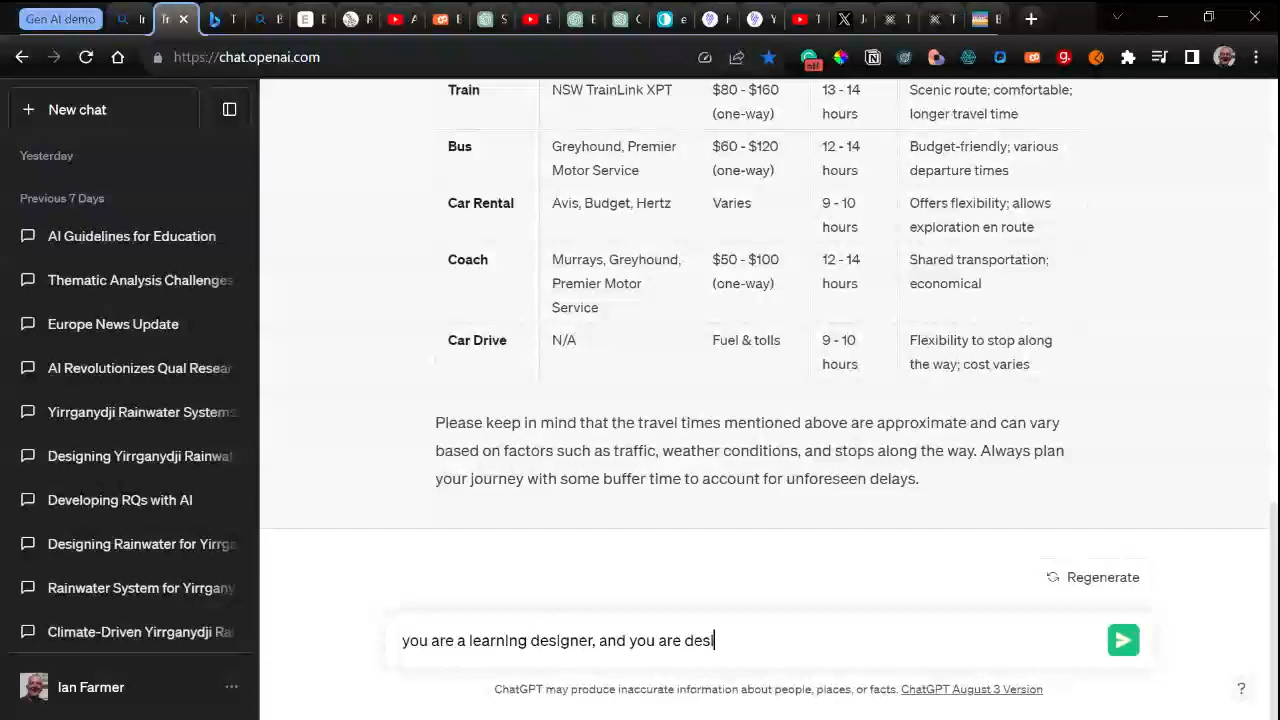 Gen AI demo
https://chat.openai.com
New chat
Yesterday
Previous 7 Days
AI Guidelines for Education
Thematic Analysis Challenges
Europe News Update
AI Revolutionizes Qual Resear
Yirrganydji Rainwater Systems
Designing Yirrganydji Rainwat
Developing RQs with AI
Designing Rainwater for Yirrga
Rainwater System for Yirrgany
Climate-Driven Yirrganydji Rai
Ian Farmer
Train NSW TrainLink XPT $80 - $160 13 - 14 Scenic route; comfortable;
(one-way) hours longer travel time
Bus Greyhound, Premier $60 - $120 12 - 14 Budget-friendly; various
Motor Service (one-way) hours departure times
Car Rental Avis, Budget, Hertz Varies 9 - 10 Offers flexibility; allows
hours exploration en route
Coach Murrays, Greyhound, $50 - $100 12 - 14 Shared transportation;
Premier Motor (one-way) hours economical
Service
Car Drive N/A Fuel & tolls 9 - 10 Flexibility to stop along
hours the way; cost varies
Please keep in mind that the travel times mentioned above are approximate and can vary
based on factors such as traffic, weather conditions, and stops along the way. Always plan
your journey with some buffer time to account for unforeseen delays.
Regenerate
you are a learning designer, and you are desi
ChatGPT may produce inaccurate information about people, places, or facts. ChatGPT August 3 Version
?